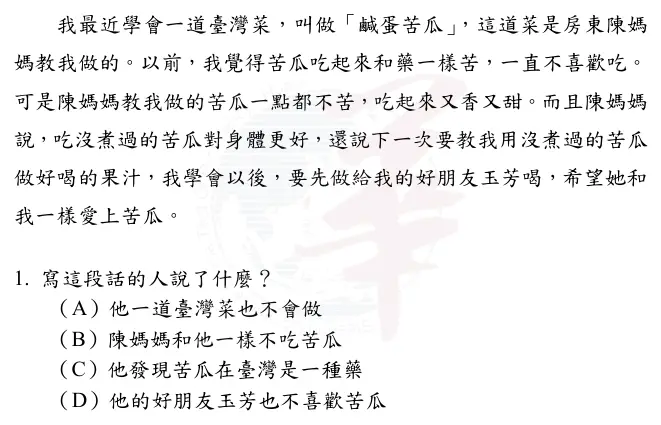 我最近學會一道臺灣菜，叫做「鹹蛋苦瓜」，這道菜是房東陳媽
媽教我做的。以前，我覺得苦瓜吃起來和藥一樣苦，一直不喜歡吃。
可是陳媽媽教我做的苦瓜一點都不苦，吃起來又香又甜。而且陳媽媽
說，吃沒煮過的苦瓜對身體更好，還說下一次要教我用沒煮過的苦瓜
做好喝的果汁，我學會以後，要先做給我的好朋友玉芳喝，希望她和
我一樣愛上苦瓜。
1. 寫這段話的人說了什麼？
（A）他一道臺灣菜也不會做
（B）陳媽媽和他一樣不吃苦瓜
（C）他發現苦瓜在臺灣是一種藥
（D）他的好朋友玉芳也不喜歡苦瓜